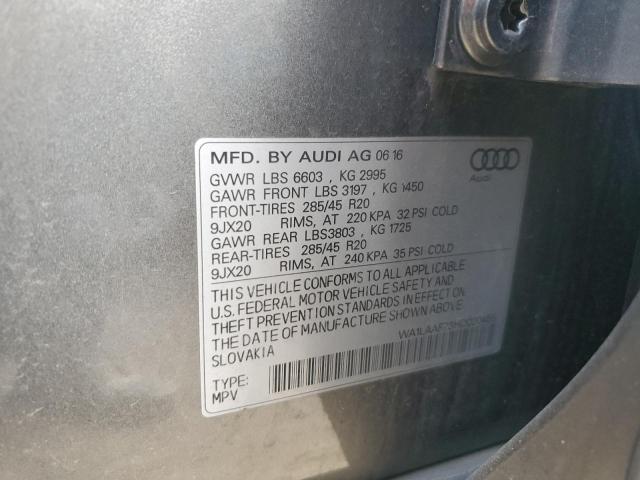 MFD. BY AUDI AG 06 16
Audi
GVWR LBS 6603 , KG 2995
GAWR FRONT LBS 3197 , KG 1450
FRONT-TIRES 285/45 R20
9JX20 RIMS, AT 220 KPA 32 PSI COLD
GAWR REAR LBS3803 , KG 1725
REAR-TIRES 285/45 R20
9JX20 RIMS, AT 240 KPA 35 PSI COLD
THIS VEHICLE CONFORMS TO ALL APPLICABLE
U.S. FEDERAL MOTOR VEHICLE SAFETY AND
THEFT PREVENTION STANDARDS IN EFFECT ON
THE DATE OF MANUFACTURE SHOWN ABOVE.
SLOVAKIA
TYPE:
MPV